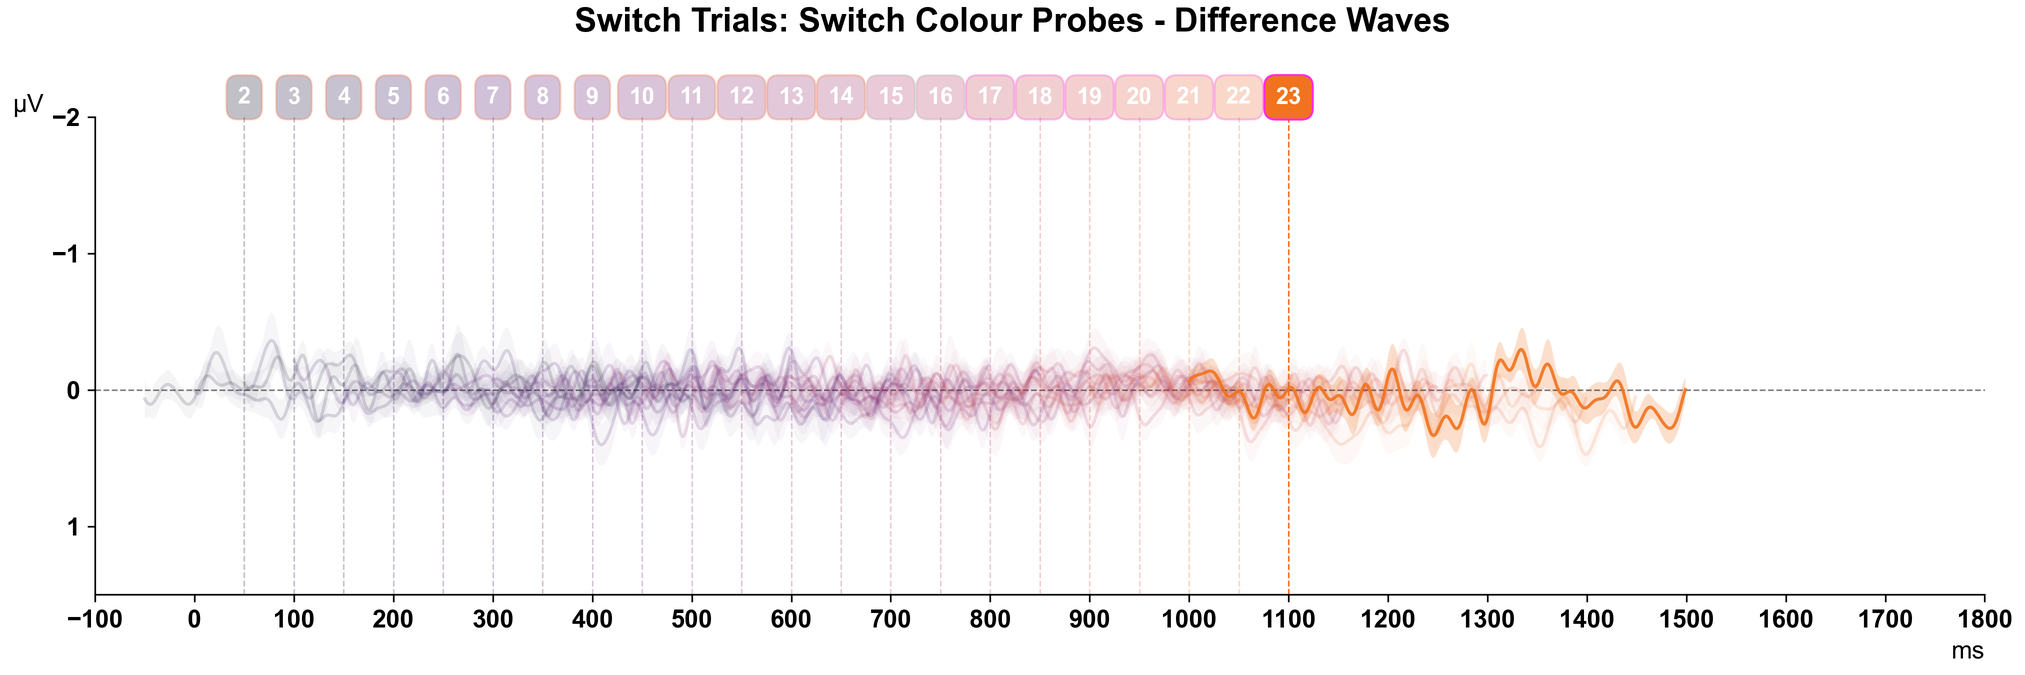 Switch Trials: Switch Colour Probes - Difference Waves
2 3 4 5 6 7 8 9 10 11 12 13 14 15 16 17 18 19 20 21 22 23
µV
−2
−1
0
1
−100 0 100 200 300 400 500 600 700 800 900 1000 1100 1200 1300 1400 1500 1600 1700 1800
ms